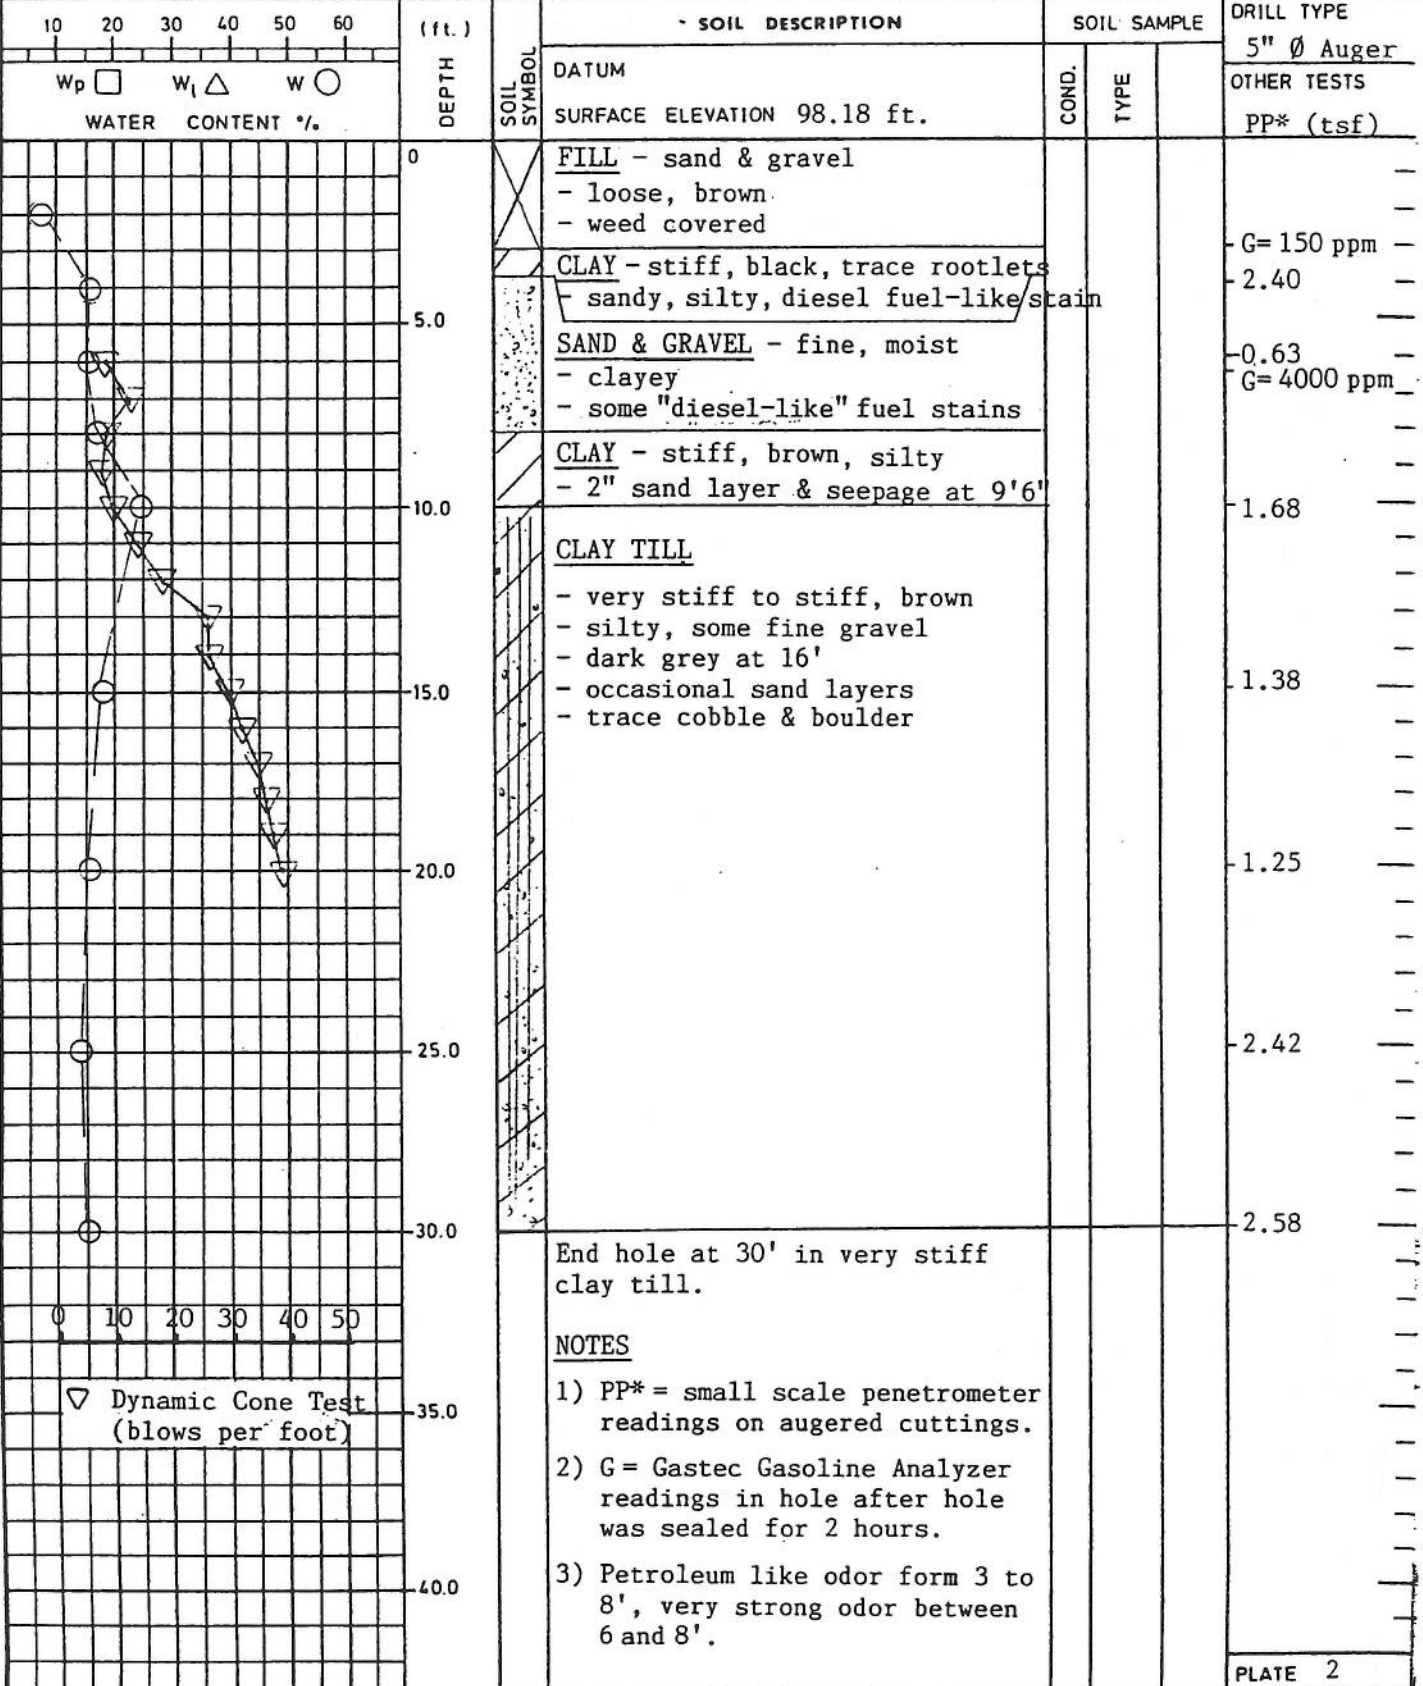 10 20 30 40 50 60
Wp W₁ W
WATER CONTENT %
(ft.)
DEPTH
SOIL SYMBOL
SOIL DESCRIPTION
DATUM
SURFACE ELEVATION 98.18 ft.
SOIL SAMPLE
COND.
TYPE
DRILL TYPE
5" Ø Auger
OTHER TESTS
PP* (tsf)
0
FILL - sand & gravel
- loose, brown
- weed covered
G= 150 ppm
CLAY - stiff, black, trace rootlets
2.40
- sandy, silty, diesel fuel-like stain
5.0
SAND & GRAVEL - fine, moist
0.63
- clayey
G= 4000 ppm
- some "diesel-like" fuel stains
CLAY - stiff, brown, silty
- 2" sand layer & seepage at 9'6"
10.0
1.68
CLAY TILL
- very stiff to stiff, brown
- silty, some fine gravel
- dark grey at 16'
15.0
1.38
- occasional sand layers
- trace cobble & boulder
20.0
1.25
25.0
2.42
30.0
2.58
End hole at 30' in very stiff
clay till.
0 10 20 30 40 50
NOTES
▽ Dynamic Cone Test
(blows per foot)
35.0
1) PP* = small scale penetrometer
readings on augered cuttings.
2) G = Gastec Gasoline Analyzer
readings in hole after hole
was sealed for 2 hours.
3) Petroleum like odor form 3 to
8', very strong odor between
6 and 8'.
40.0
PLATE 2